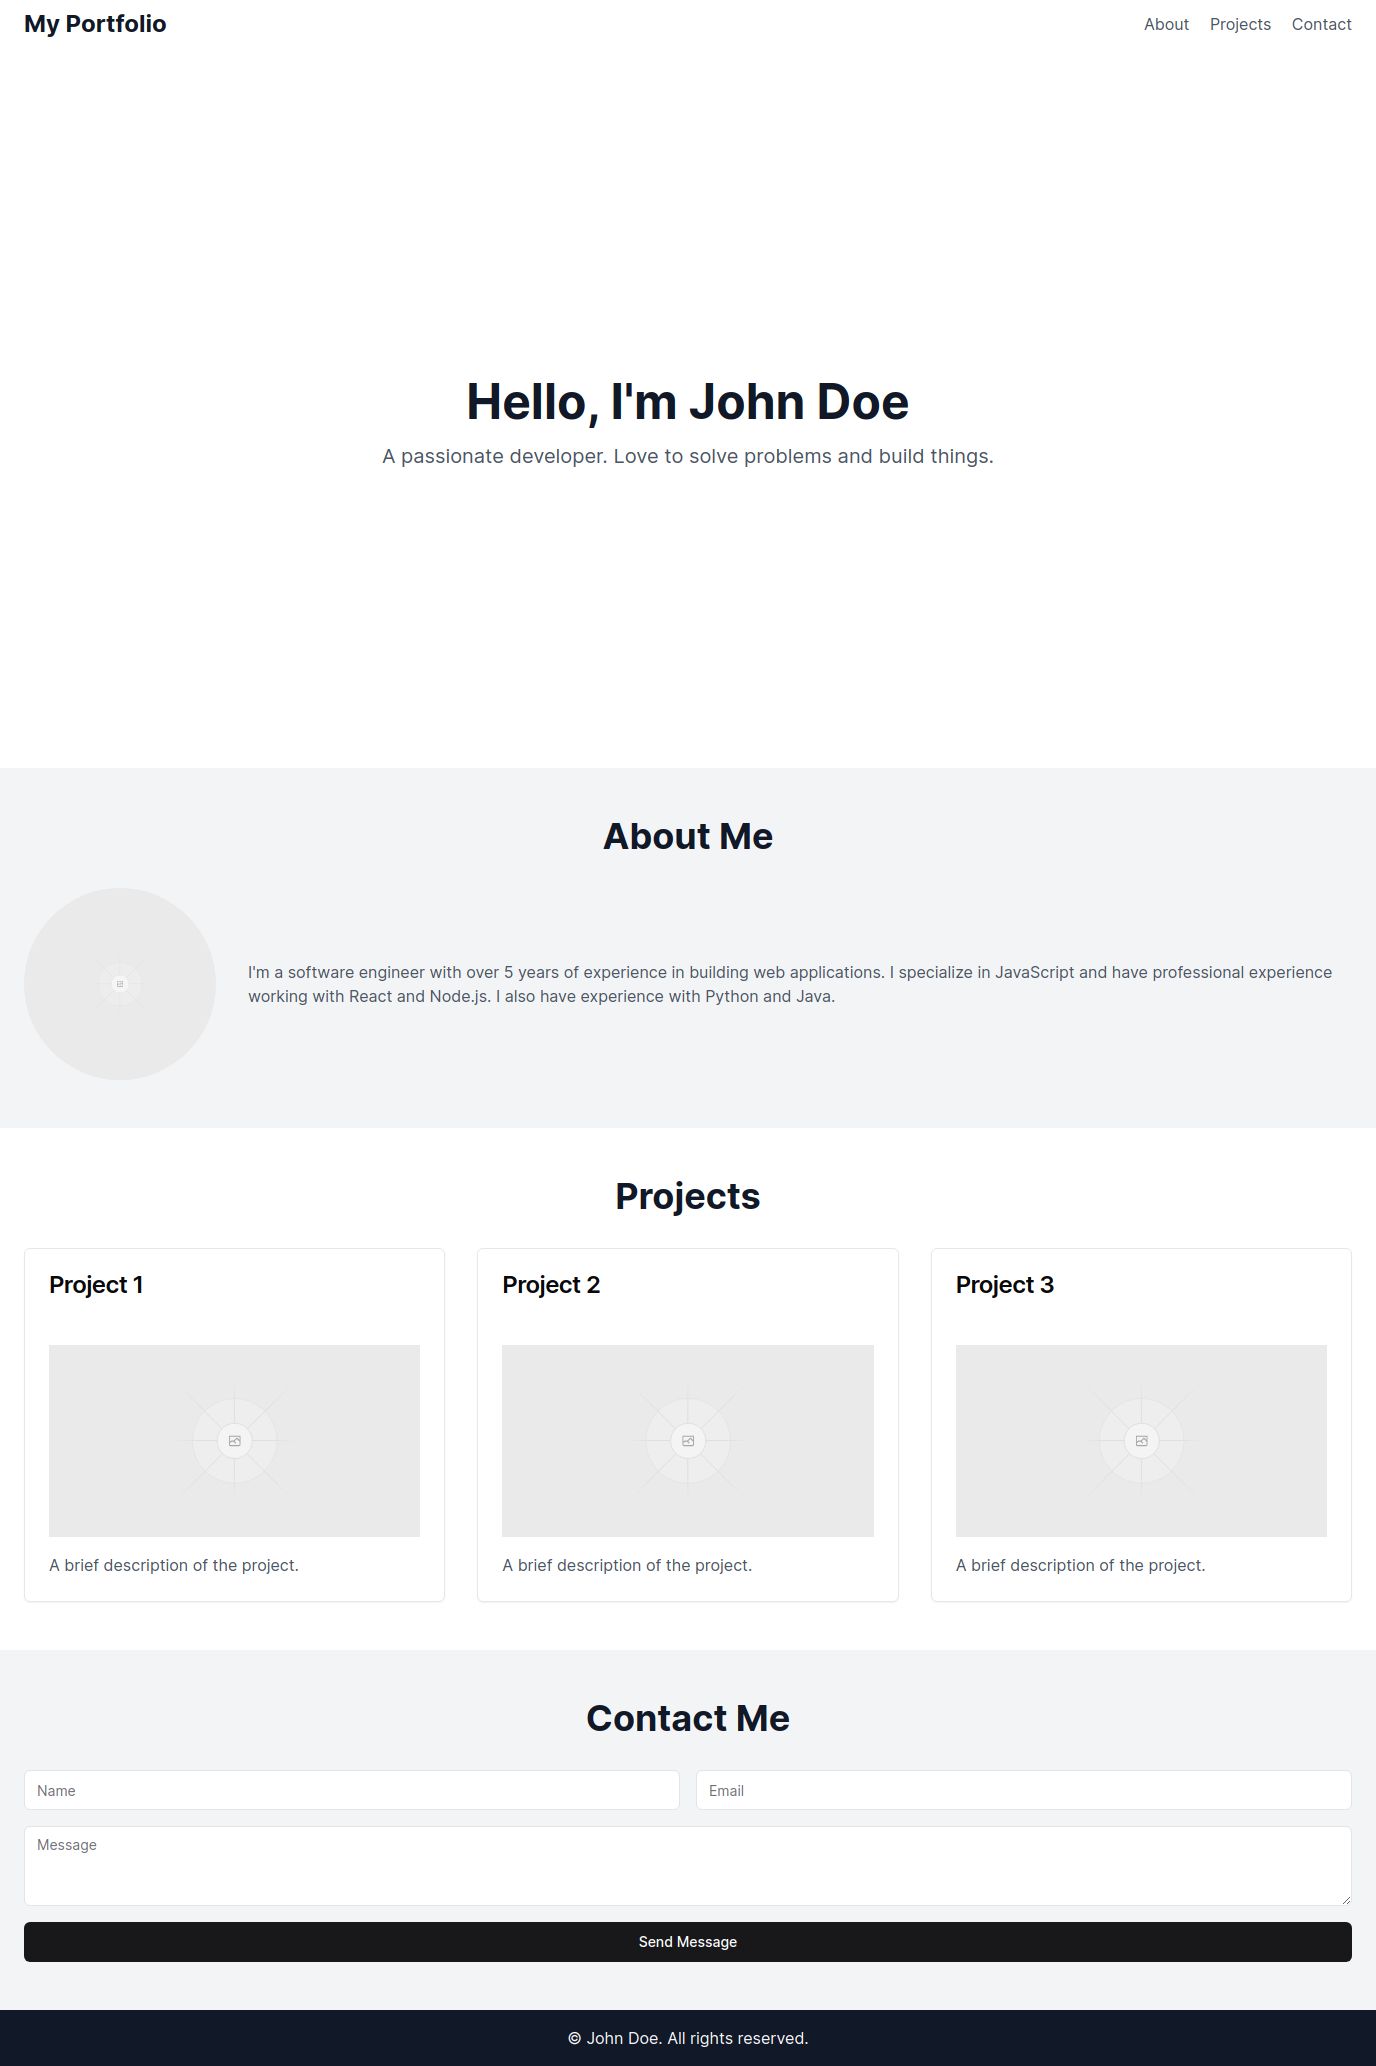 My Portfolio
About Projects Contact
Hello, I'm John Doe
A passionate developer. Love to solve problems and build things.
About Me
I'm a software engineer with over 5 years of experience in building web applications. I specialize in JavaScript and have professional experience
working with React and Node.js. I also have experience with Python and Java.
Projects
Project 1
A brief description of the project.
Project 2
A brief description of the project.
Project 3
A brief description of the project.
Contact Me
Name
Email
Message
Send Message
© John Doe. All rights reserved.